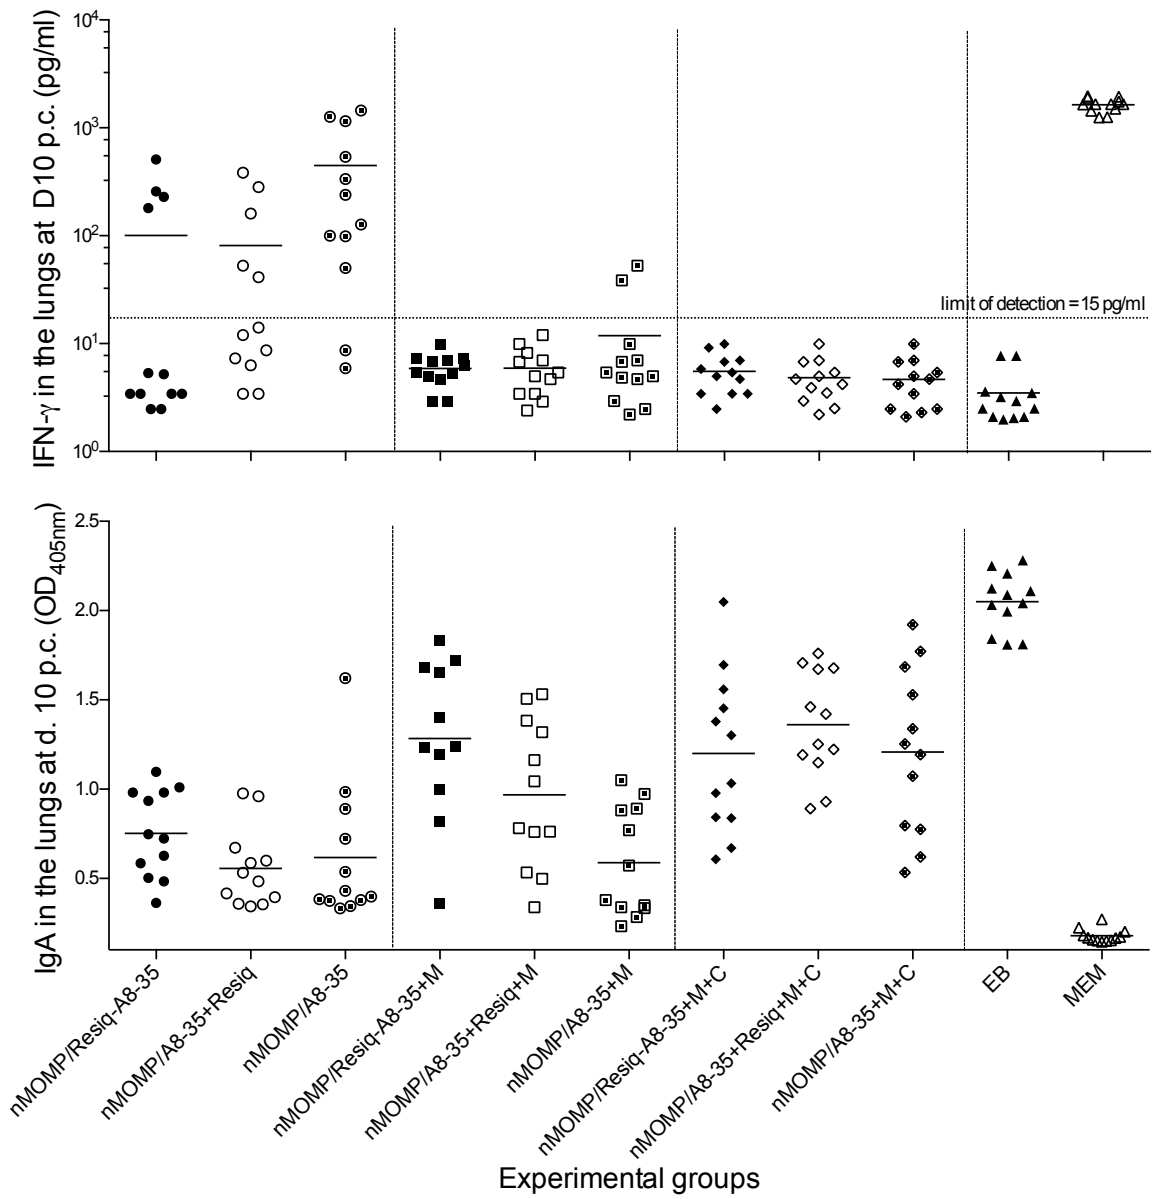 IFN-γ in the lungs at D10 p.c. (pg/ml)
10⁴
10³
10²
10¹
10⁰
limit of detection = 15 pg/ml
IgA in the lungs at d. 10 p.c. (OD₄₀₅ₙₘ)
2.5
2.0
1.5
1.0
0.5
nMOMP/Resiq-A8-35
nMOMP/A8-35+Resiq
nMOMP/A8-35
nMOMP/Resiq-A8-35+M
nMOMP/A8-35+Resiq+M
nMOMP/A8-35+M
nMOMP/Resiq-A8-35+M+C
nMOMP/A8-35+Resiq+M+C
nMOMP/A8-35+M+C
EB
MEM
Experimental groups